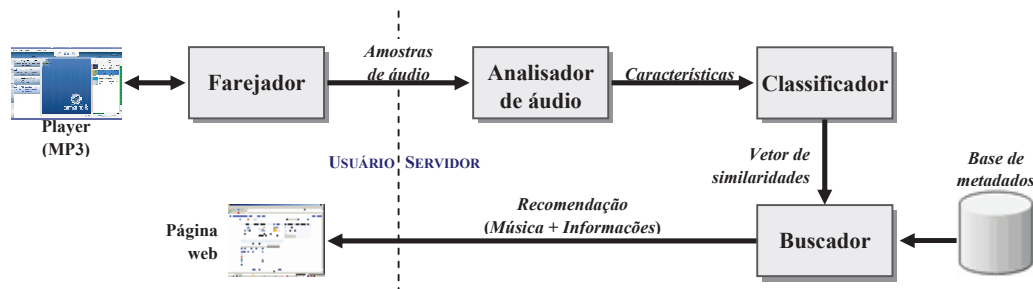 Player
(MP3)
Farejador
Amostras
de áudio
Analisador
de áudio
Características
Classificador
USUÁRIO
SERVIDOR
Vetor de
similaridades
Base de
metadados
Página
web
Recomendação
(Música + Informações)
Buscador